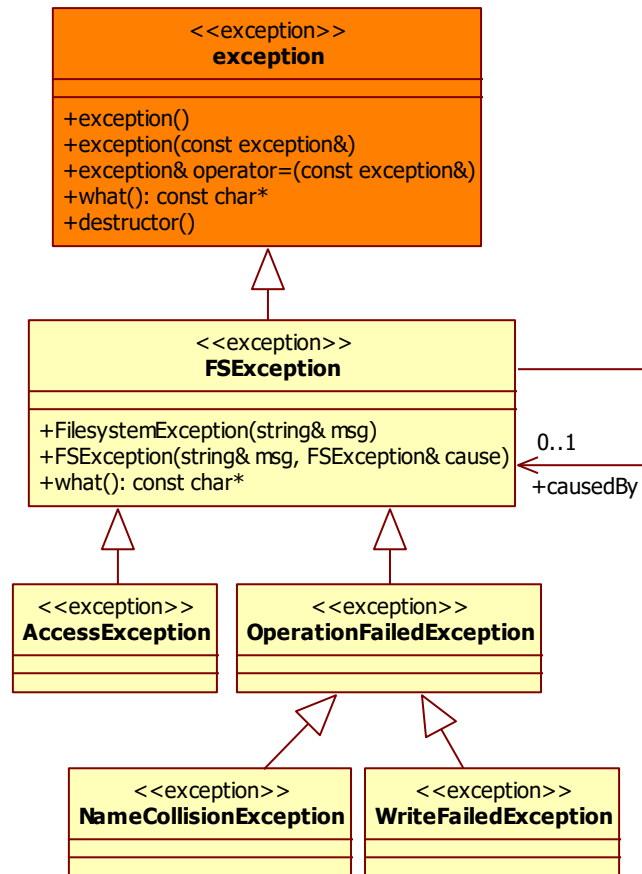 <<exception>>
exception
+exception()
+exception(const exception&)
+exception& operator=(const exception&)
+what(): const char*
+destructor()
<<exception>>
FSException
+FilesystemException(string& msg)
+FSException(string& msg, FSException& cause)
+what(): const char*
0..1
+causedBy
<<exception>>
AccessException
<<exception>>
OperationFailedException
<<exception>>
NameCollisionException
<<exception>>
WriteFailedException